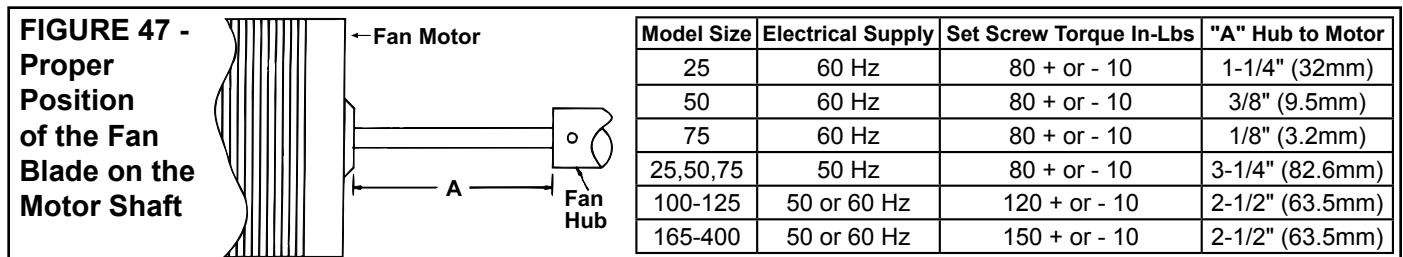 FIGURE 47 -
Proper
Position
of the Fan
Blade on the
Motor Shaft
Fan Motor
A
Fan
Hub
Model Size Electrical Supply Set Screw Torque In-Lbs "A" Hub to Motor
25 60 Hz 80 + or - 10 1-1/4" (32mm)
50 60 Hz 80 + or - 10 3/8" (9.5mm)
75 60 Hz 80 + or - 10 1/8" (3.2mm)
25,50,75 50 Hz 80 + or - 10 3-1/4" (82.6mm)
100-125 50 or 60 Hz 120 + or - 10 2-1/2" (63.5mm)
165-400 50 or 60 Hz 150 + or - 10 2-1/2" (63.5mm)